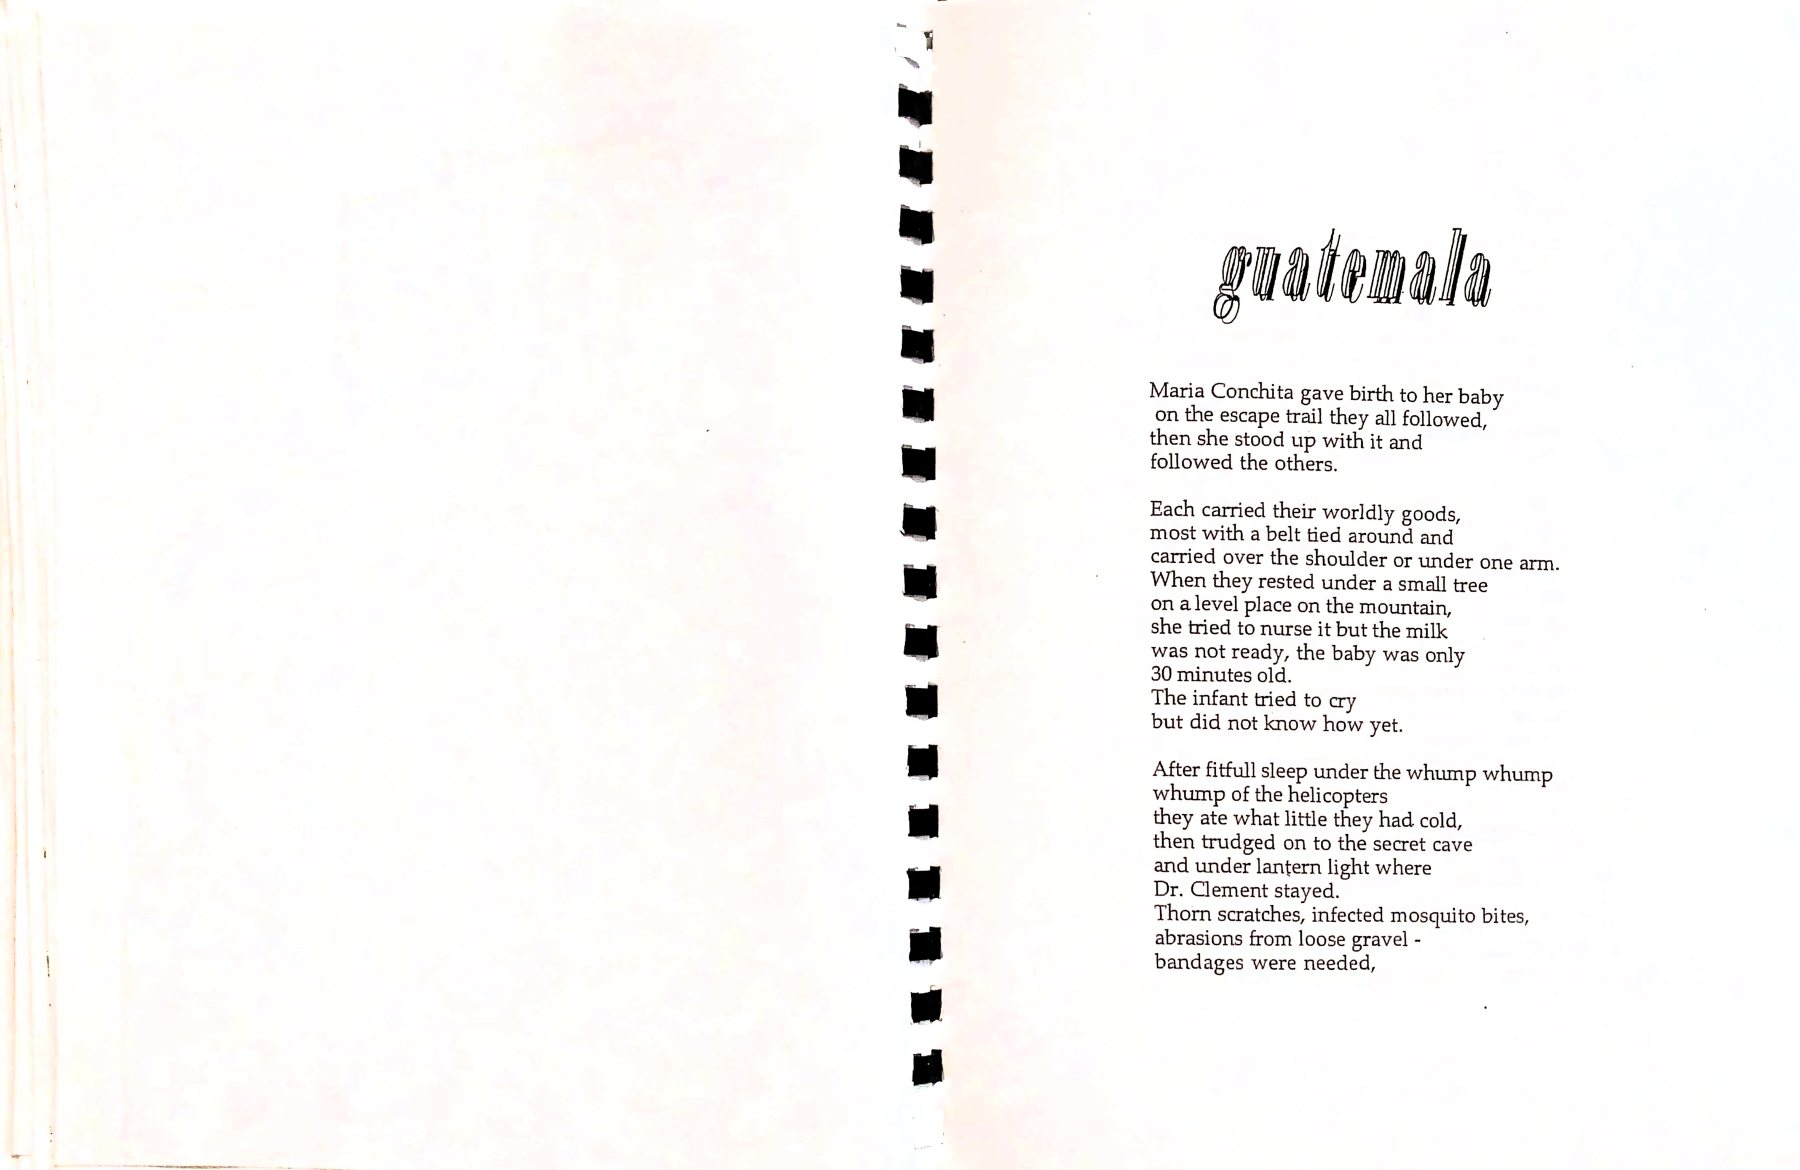 guatemala
Maria Conchita gave birth to her baby
on the escape trail they all followed,
then she stood up with it and
followed the others.
Each carried their worldly goods,
most with a belt tied around and
carried over the shoulder or under one arm.
When they rested under a small tree
on a level place on the mountain,
she tried to nurse it but the milk
was not ready, the baby was only
30 minutes old.
The infant tried to cry
but did not know how yet.
After fitfull sleep under the whump whump
whump of the helicopters
they ate what little they had cold,
then trudged on to the secret cave
and under lantern light where
Dr. Clement stayed.
Thorn scratches, infected mosquito bites,
abrasions from loose gravel -
bandages were needed,